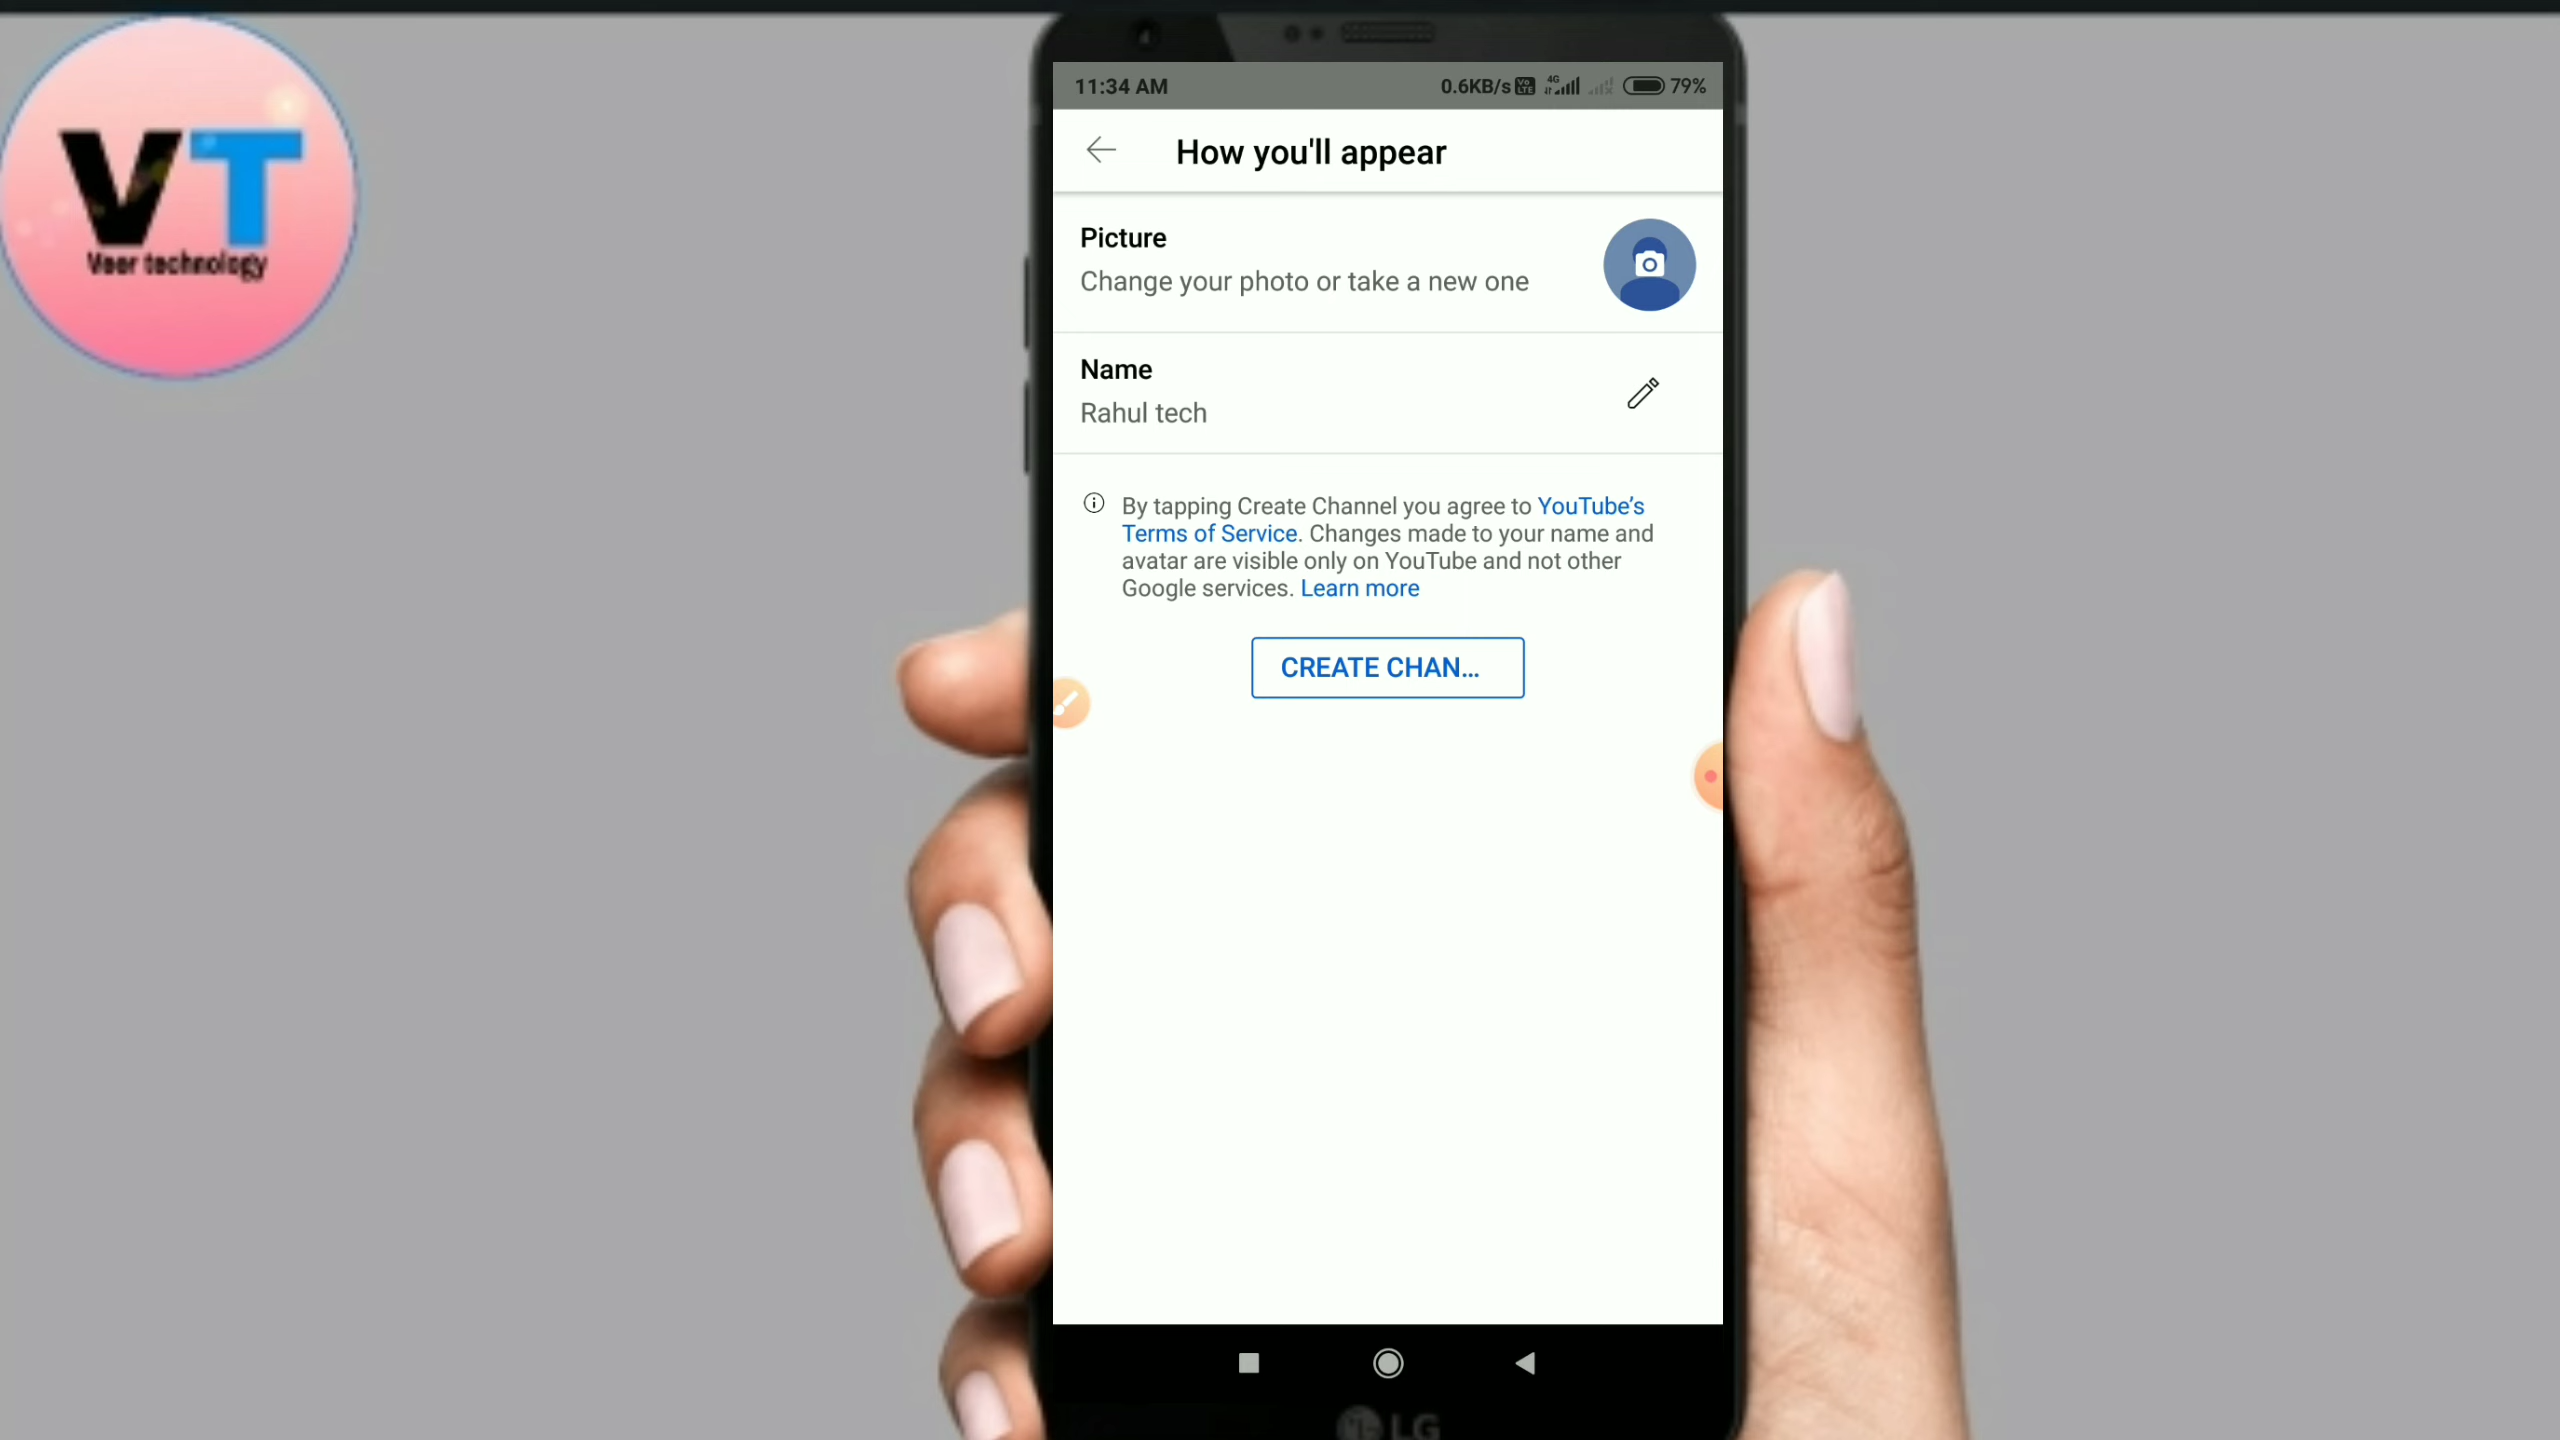 VT
Veer technology
11:34 AM
0.6KB/s Vo LTE 4G 79%
How you'll appear
Picture
Change your photo or take a new one
Name
Rahul tech
By tapping Create Channel you agree to YouTube’s
Terms of Service. Changes made to your name and
avatar are visible only on YouTube and not other
Google services. Learn more
CREATE CHAN...
LG